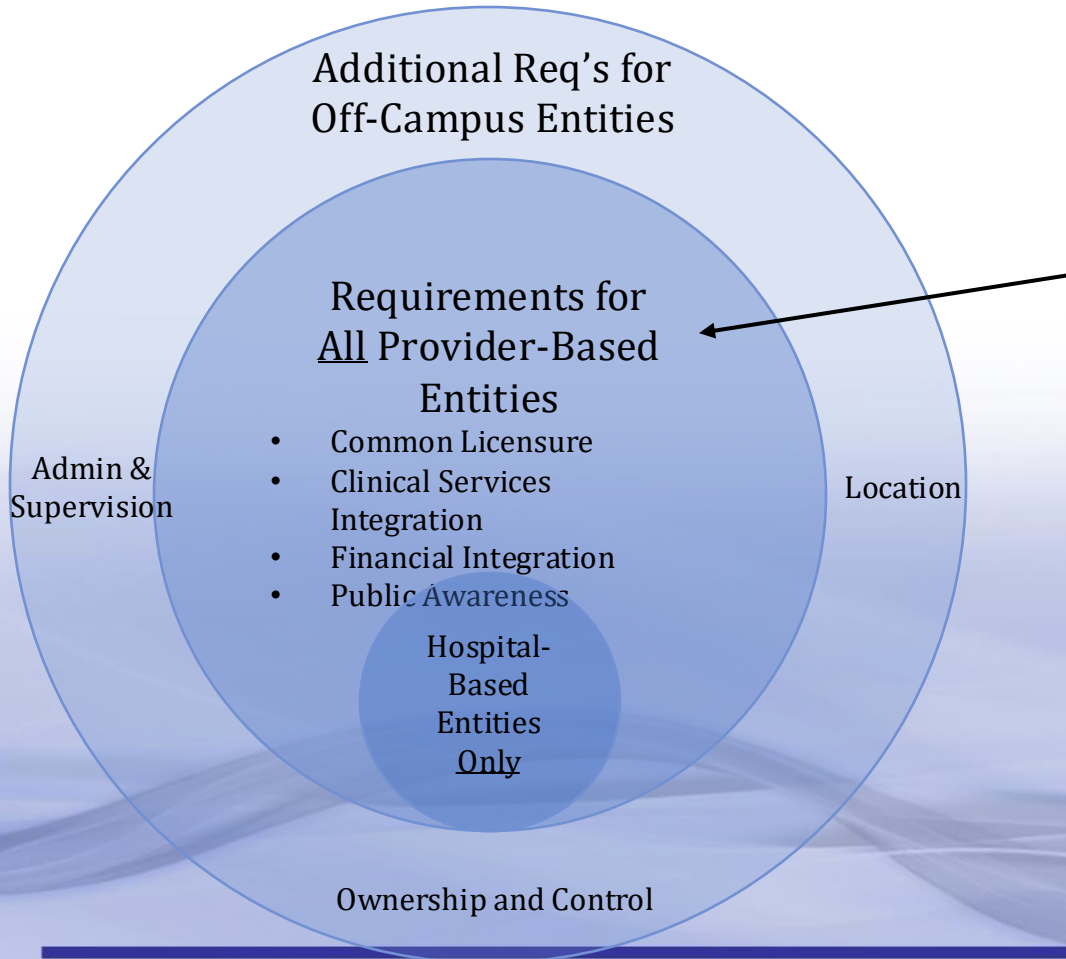 Additional Req’s for
Off-Campus Entities
Requirements for
All Provider-Based
Entities
• Common Licensure
• Clinical Services
Integration
• Financial Integration
• Public Awareness
Admin &
Supervision
Location
Hospital-
Based
Entities
Only
Ownership and Control